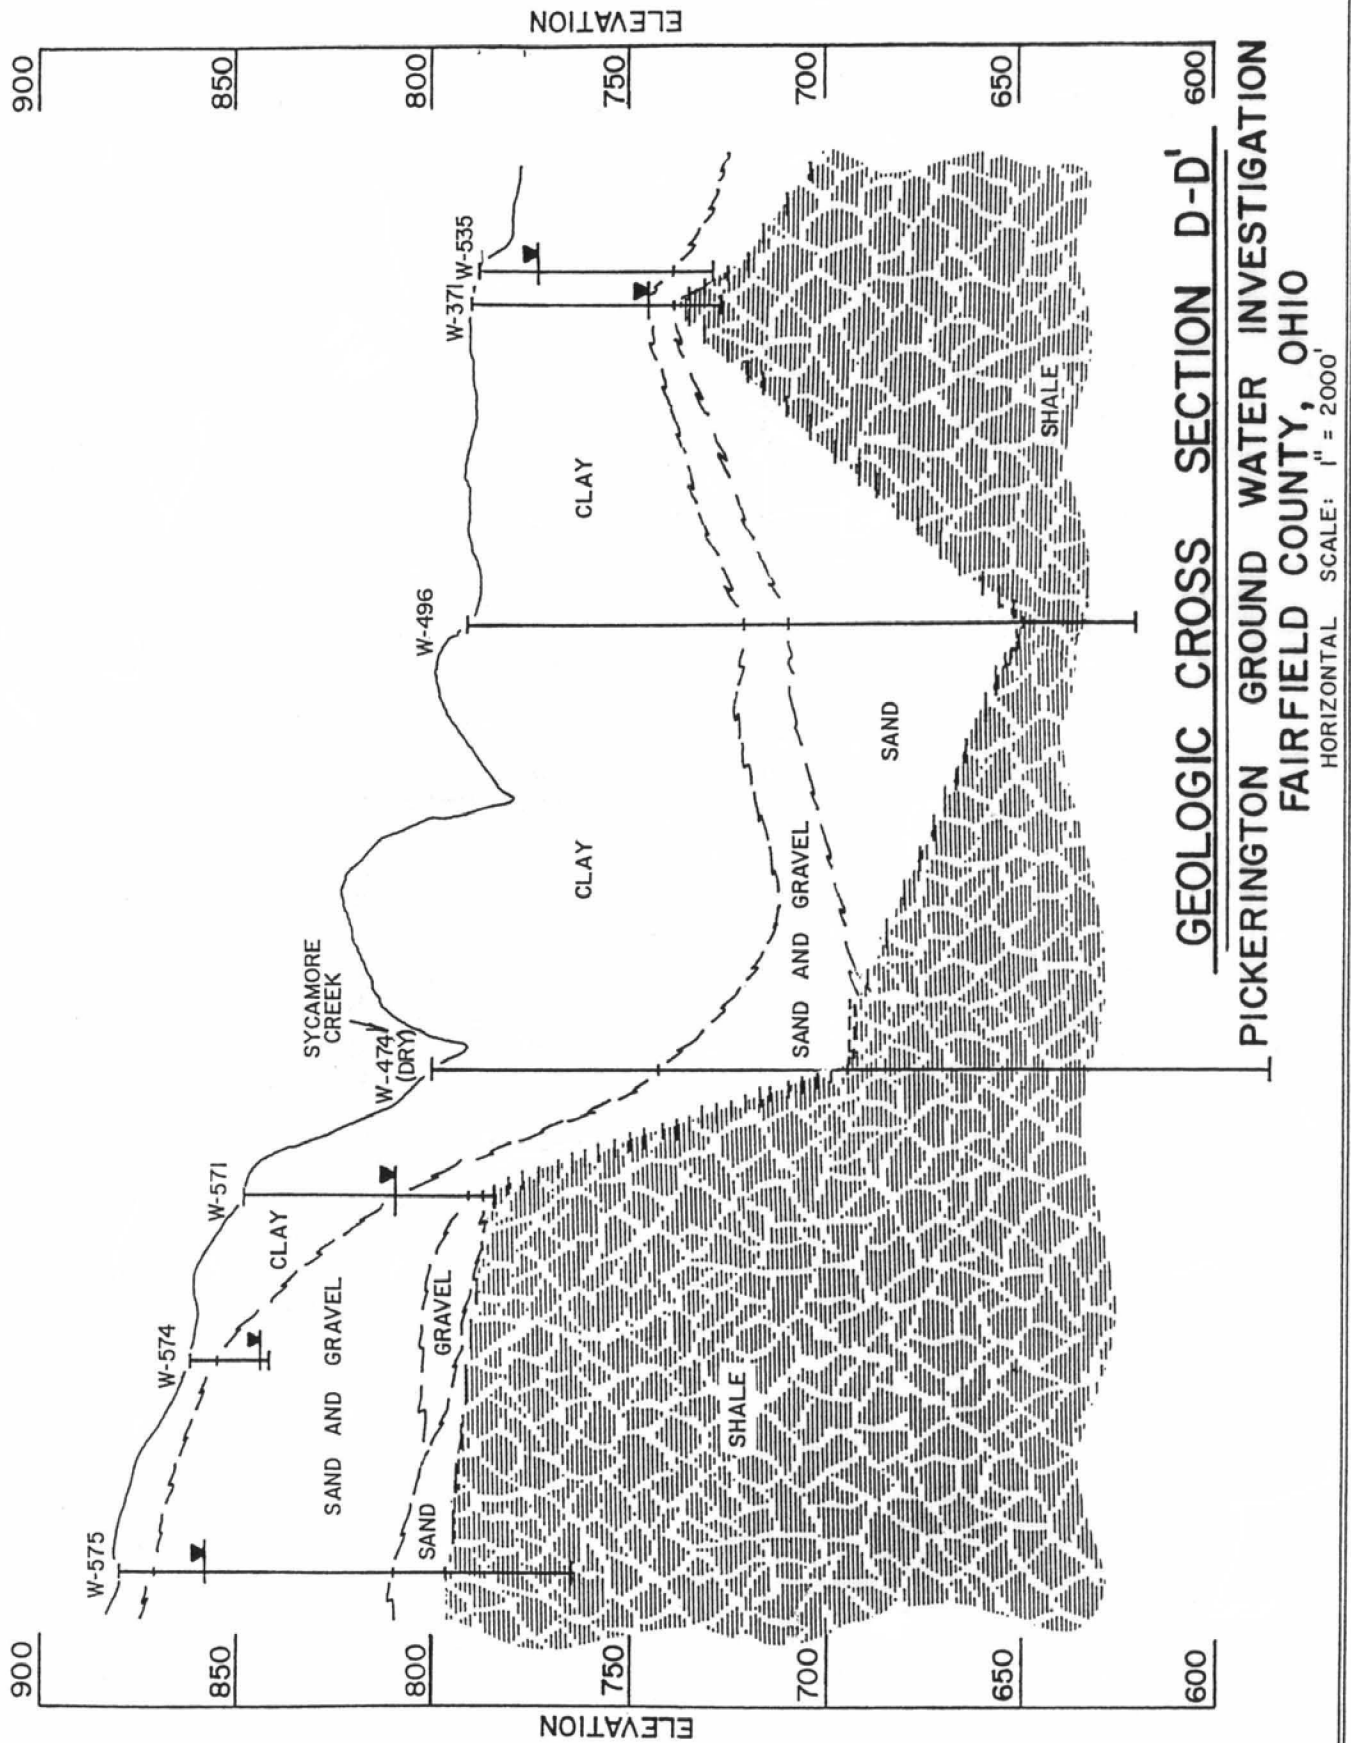 ELEVATION
900
850
800
750
700
650
600
W-575
W-574
W-571
W-474
(DRY)
SYCAMORE
CREEK
W-496
W-371
W-535
CLAY
SAND AND GRAVEL
GRAVEL
SAND
SHALE
CLAY
SAND AND GRAVEL
SAND
CLAY
SHALE
ELEVATION
900
850
800
750
700
650
600
GEOLOGIC CROSS SECTION D-D'
PICKERINGTON GROUND WATER INVESTIGATION
FAIRFIELD COUNTY, OHIO
HORIZONTAL SCALE: 1" = 2000'